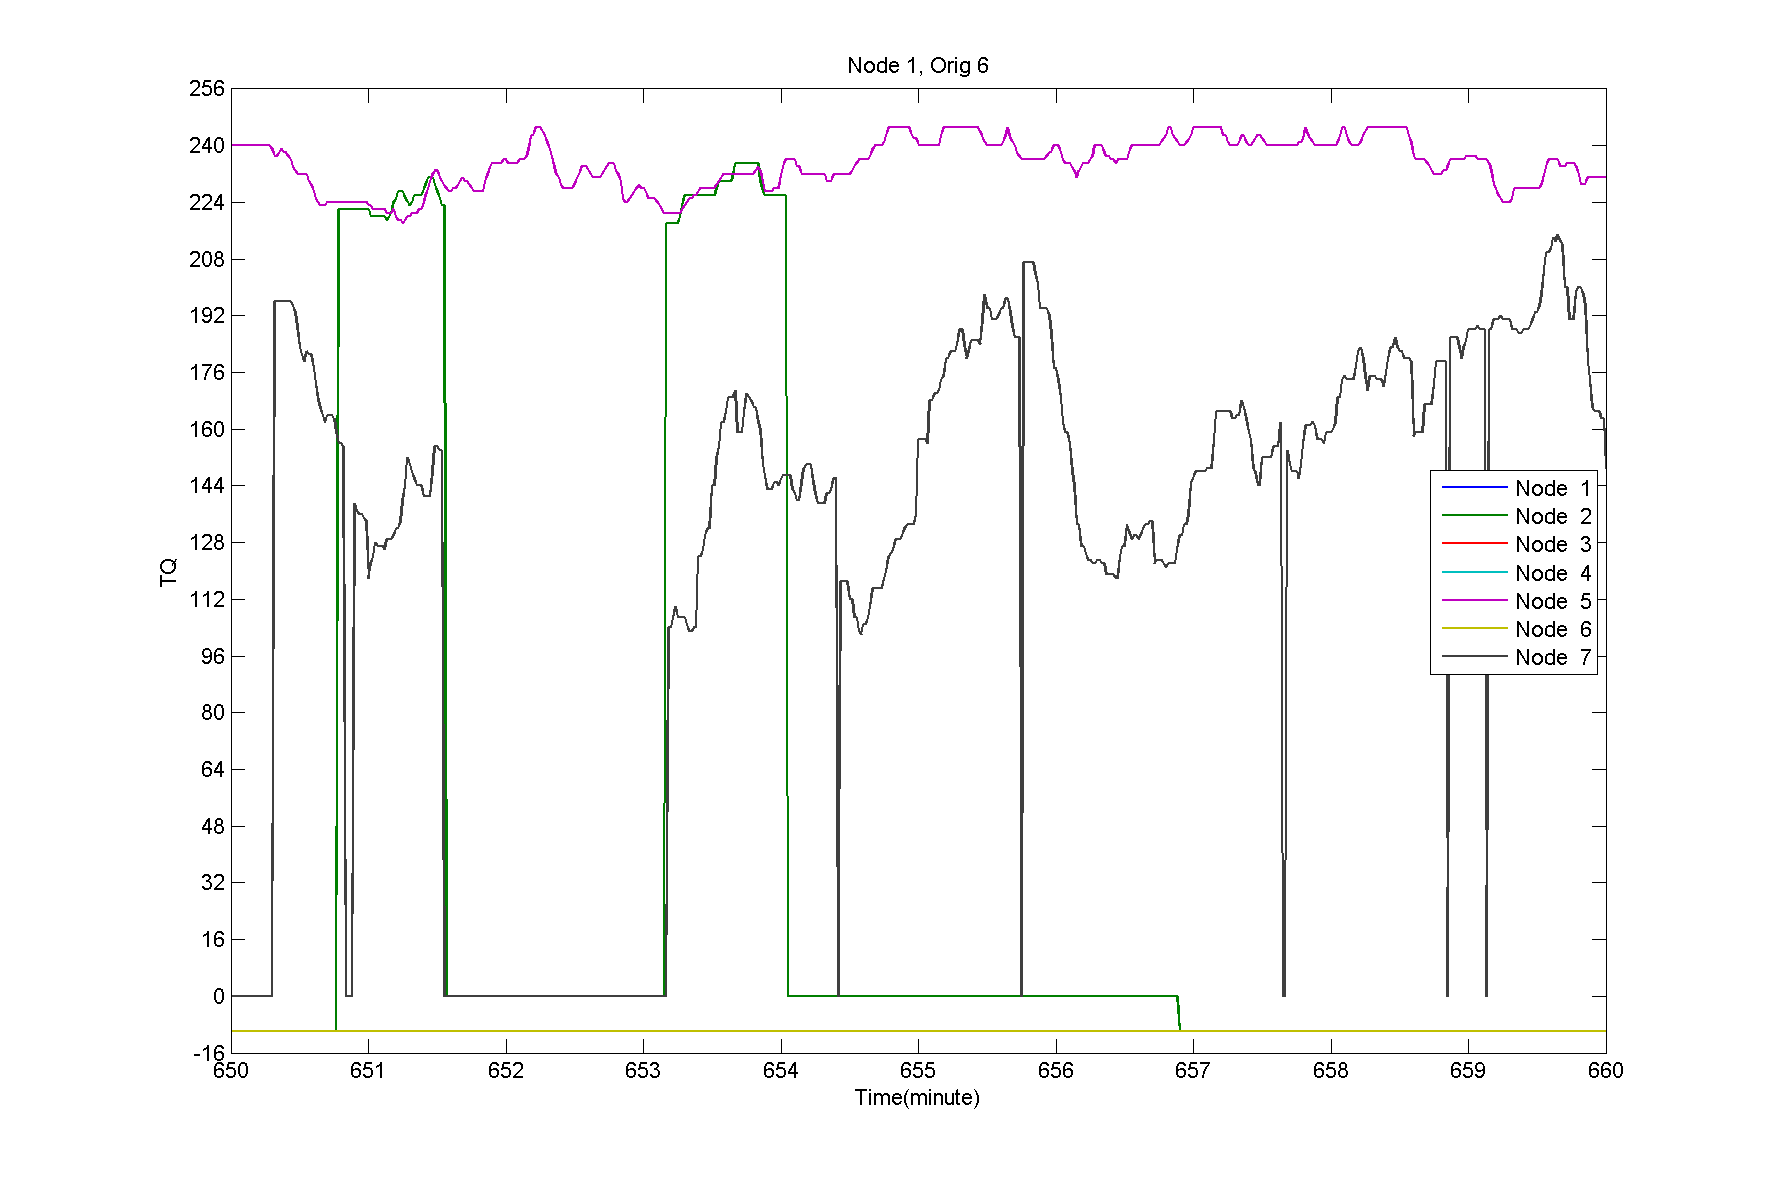 Node 1, Orig 6
256
240
224
208
192
176
160
144
128
112
96
80
64
48
32
16
0
-16
TQ
Node 1
Node 2
Node 3
Node 4
Node 5
Node 6
Node 7
650 651 652 653 654 655 656 657 658 659 660
Time(minute)